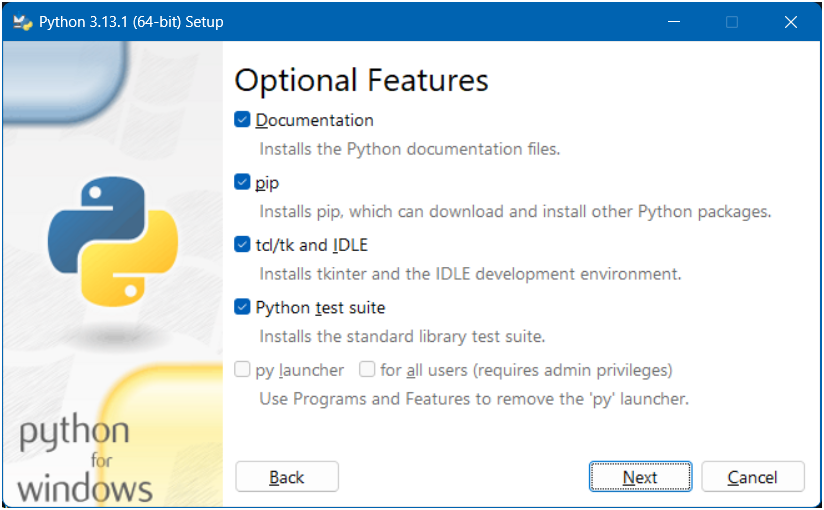 Python 3.13.1 (64-bit) Setup
Optional Features
Documentation
Installs the Python documentation files.
pip
Installs pip, which can download and install other Python packages.
tcl/tk and IDLE
Installs tkinter and the IDLE development environment.
Python test suite
Installs the standard library test suite.
py launcher for all users (requires admin privileges)
Use Programs and Features to remove the 'py' launcher.
python
for
windows
Back Next Cancel